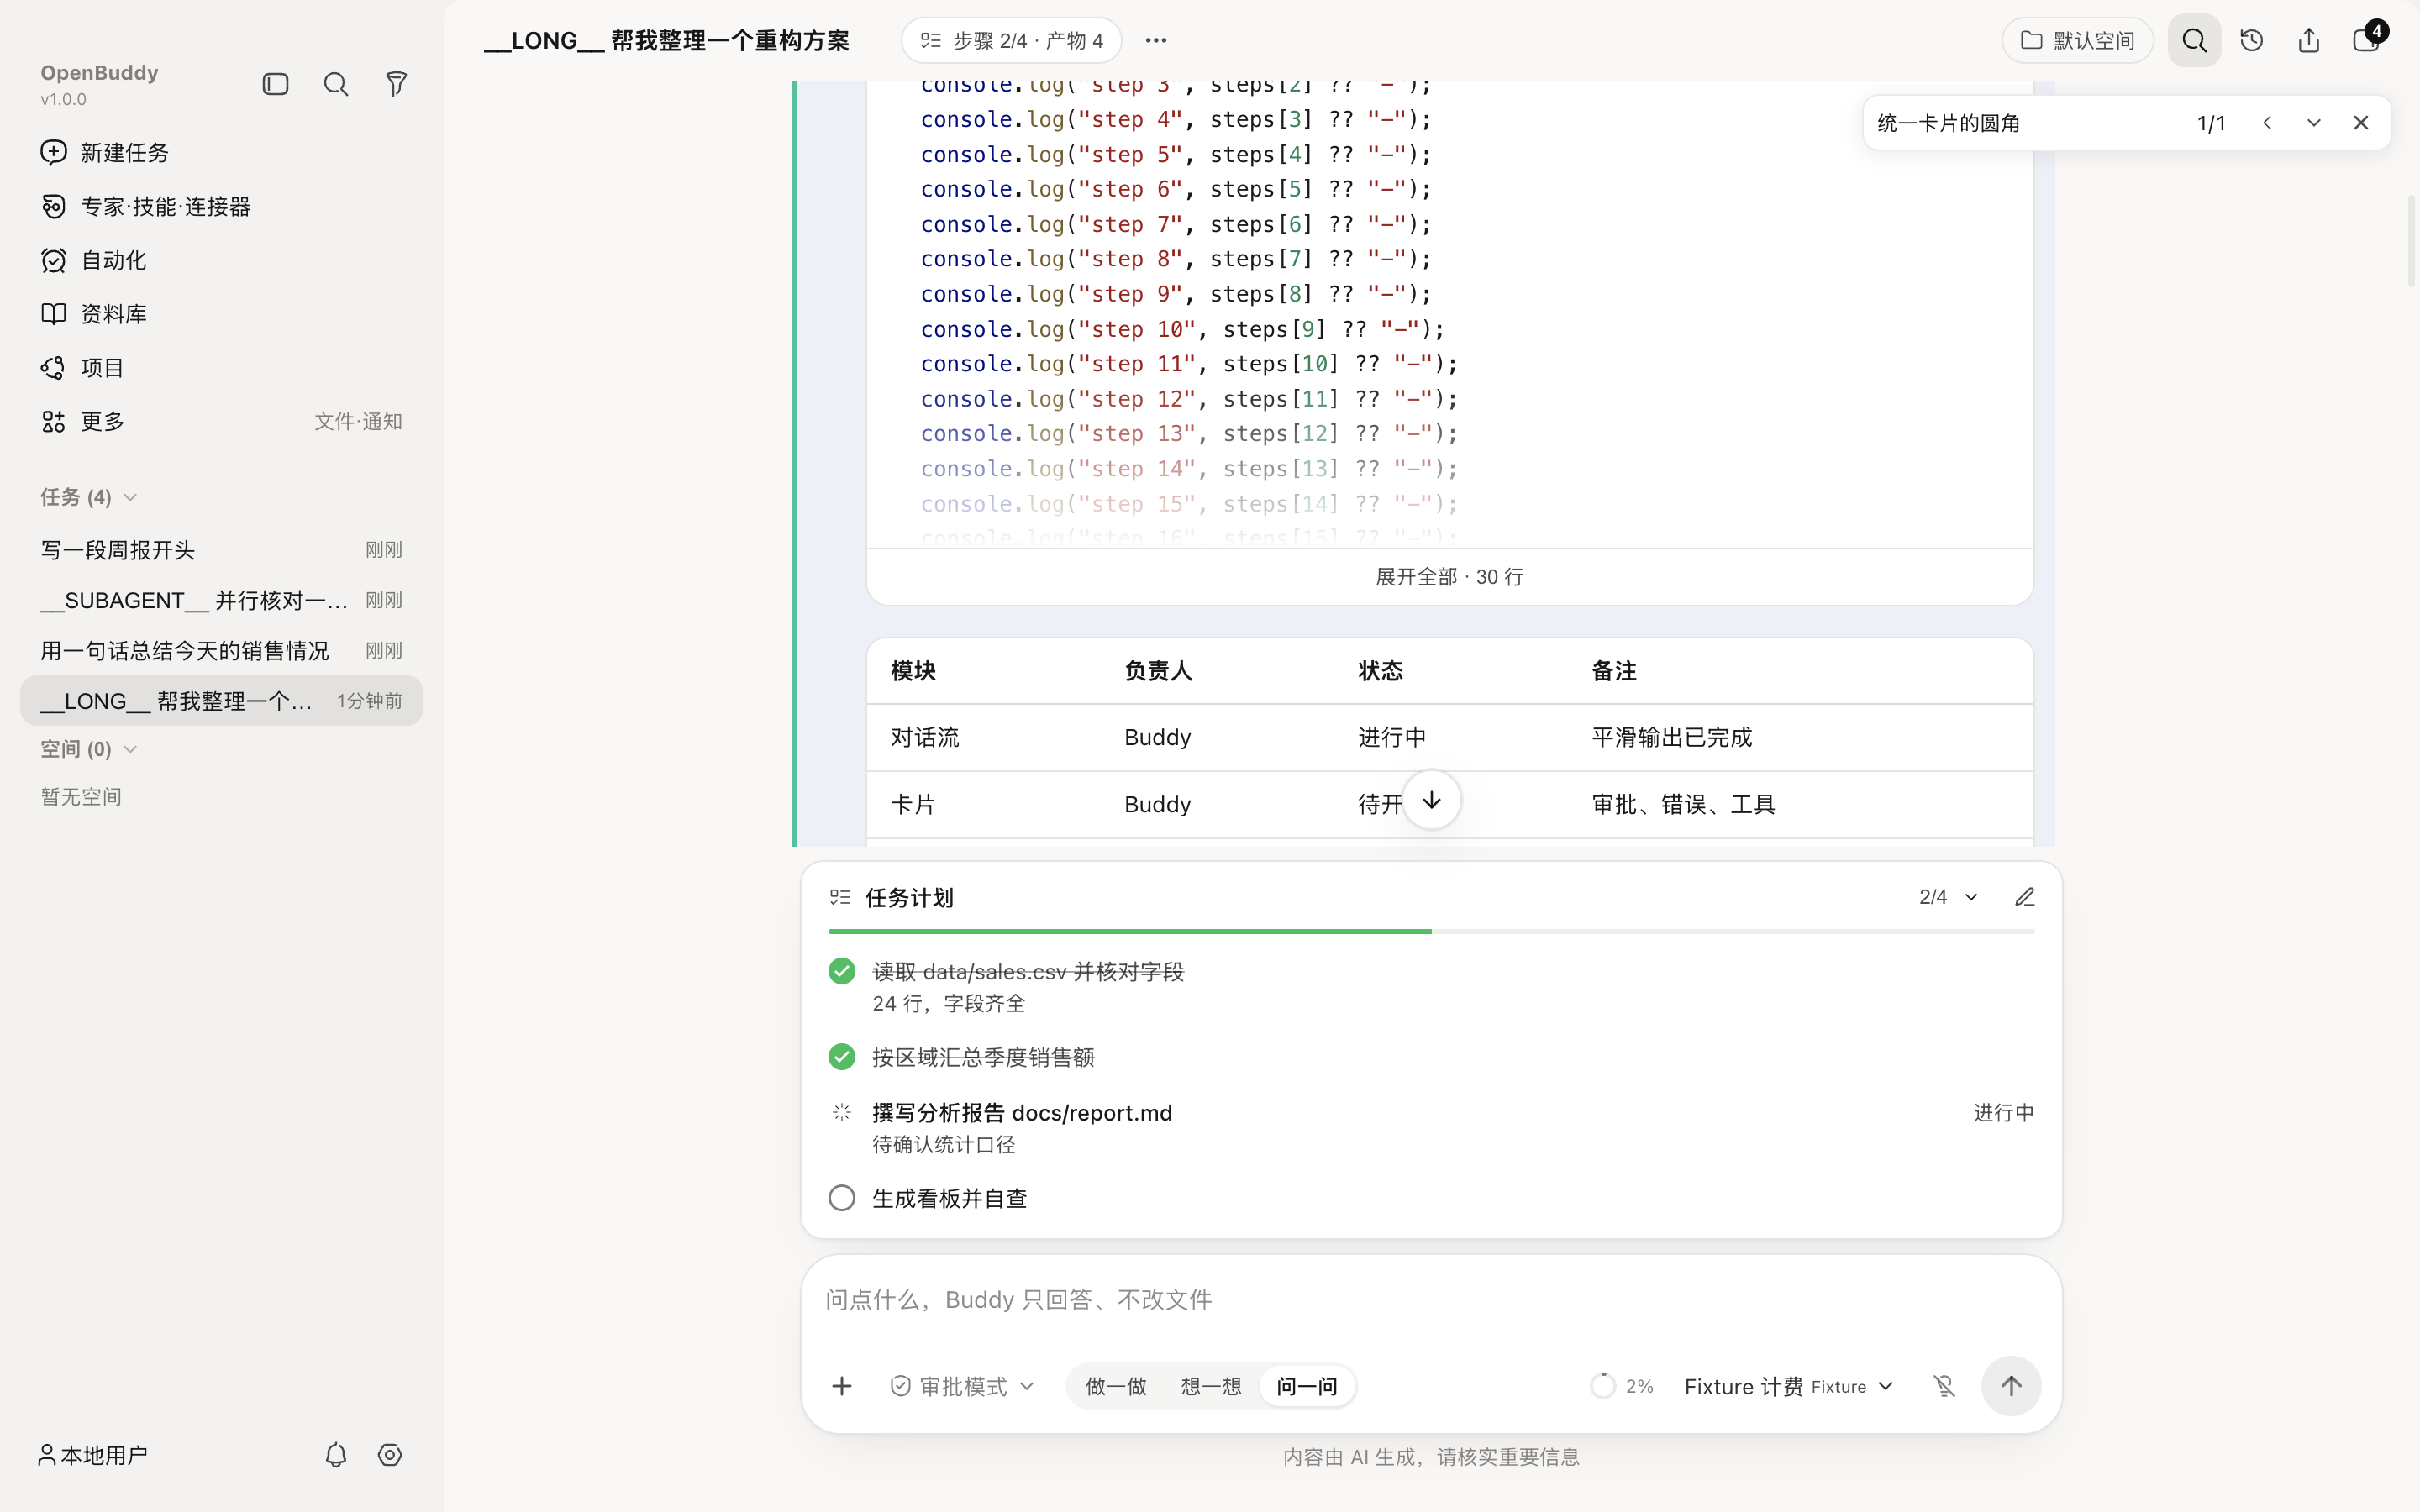 OpenBuddy
v1.0.0
新建任务
专家·技能·连接器
自动化
资料库
项目
更多 文件·通知
任务 (4)
写一段周报开头 刚刚
__SUBAGENT__ 并行核对一… 刚刚
用一句话总结今天的销售情况 刚刚
__LONG__ 帮我整理一个… 1分钟前
空间 (0)
暂无空间
本地用户
__LONG__ 帮我整理一个重构方案 步骤 2/4 · 产物 4 默认空间 4
统一卡片的圆角 1/1
console.log("step 3", steps[2] ?? "—");
console.log("step 4", steps[3] ?? "—");
console.log("step 5", steps[4] ?? "—");
console.log("step 6", steps[5] ?? "—");
console.log("step 7", steps[6] ?? "—");
console.log("step 8", steps[7] ?? "—");
console.log("step 9", steps[8] ?? "—");
console.log("step 10", steps[9] ?? "—");
console.log("step 11", steps[10] ?? "—");
console.log("step 12", steps[11] ?? "—");
console.log("step 13", steps[12] ?? "—");
console.log("step 14", steps[13] ?? "—");
console.log("step 15", steps[14] ?? "—");
console.log("step 16", steps[15] ?? "—");
展开全部 · 30 行
模块 负责人 状态 备注
对话流 Buddy 进行中 平滑输出已完成
卡片 Buddy 待开 审批、错误、工具
任务计划 2/4
读取 data/sales.csv 并核对字段
24 行，字段齐全
按区域汇总季度销售额
撰写分析报告 docs/report.md 进行中
待确认统计口径
生成看板并自查
问点什么，Buddy 只回答、不改文件
审批模式 做一做 想一想 问一问 2% Fixture 计费 Fixture
内容由 AI 生成，请核实重要信息